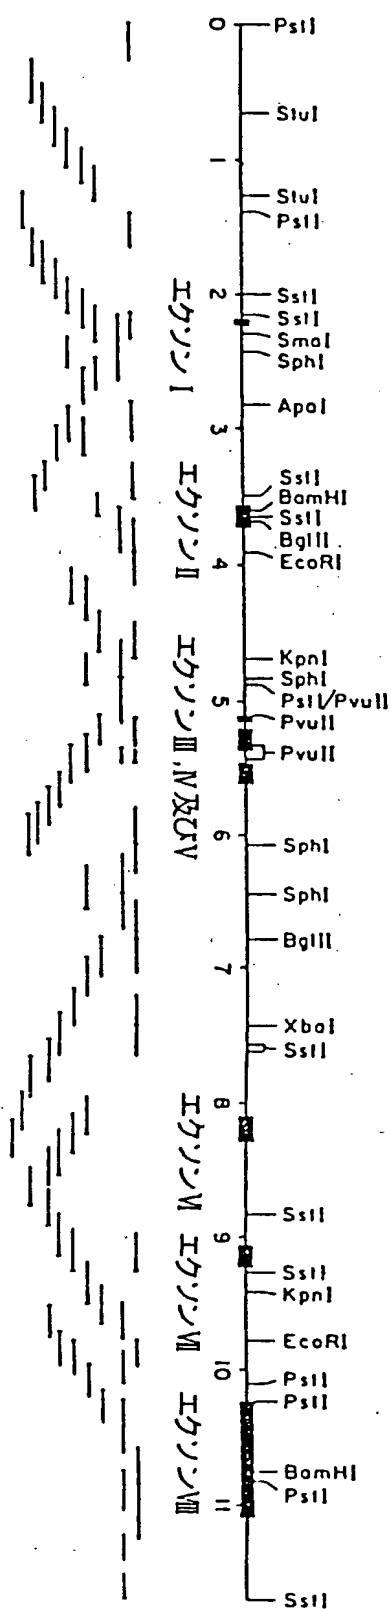 PstI
StuI
StuI
PstI
SstI
SstI
SmaI
SphI
ApaI
SstI
BamHI
SstI
BglII
EcoRI
KpnI
SphI
PstI/PvuII
PvuII
PvuII
SphI
SphI
BglII
XbaI
SstI
SstI
SstI
KpnI
EcoRI
PstI
PstI
BamHI
PstI
SstI
0 1 2 3 4 5 6 7 8 9 10 11
エクソンI エクソンII エクソンIII, IV及びV エクソンVI エクソンVII エクソンVIII